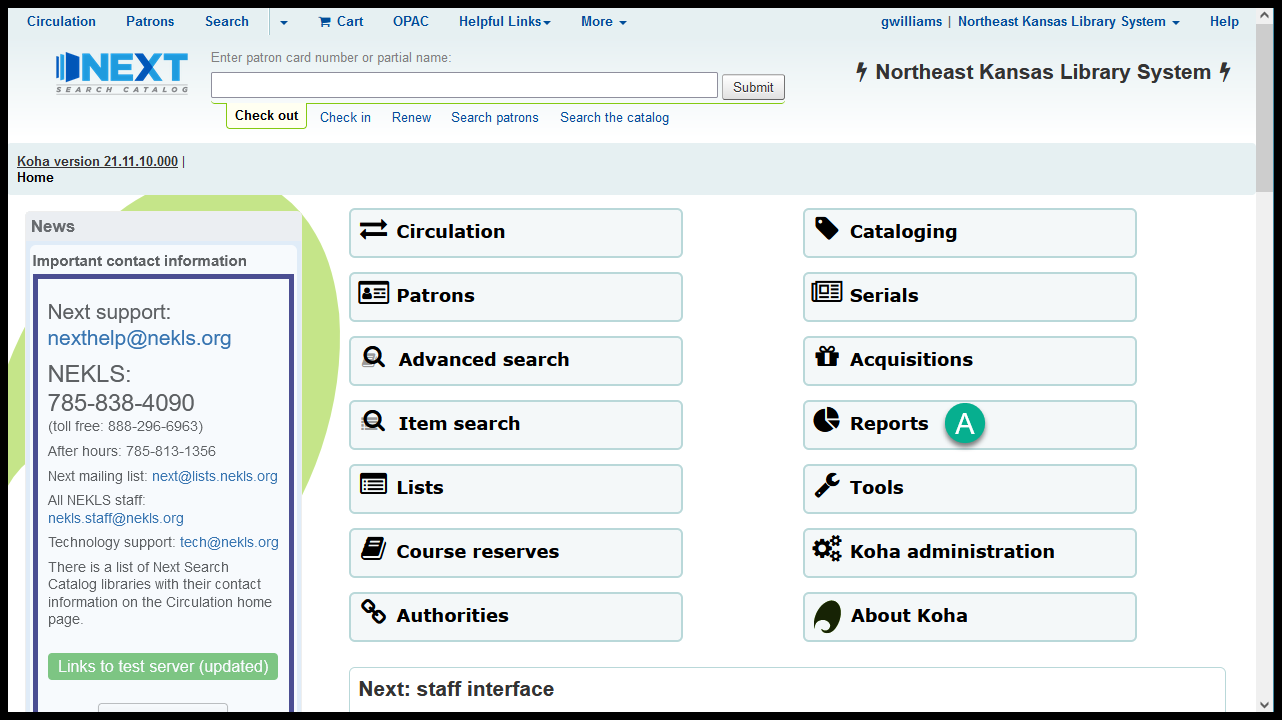 Circulation Patrons Search Cart OPAC Helpful Links More gwilliams | Northeast Kansas Library System Help
NEXT
SEARCH CATALOG
Enter patron card number or partial name:
Submit
Northeast Kansas Library System
Check out Check in Renew Search patrons Search the catalog
Koha version 21.11.10.000 |
Home
News
Important contact information
Next support:
nexthelp@nekls.org
NEKLS:
785-838-4090
(toll free: 888-296-6963)
After hours: 785-813-1356
Next mailing list: next@lists.nekls.org
All NEKLS staff:
nekls.staff@nekls.org
Technology support: tech@nekls.org
There is a list of Next Search
Catalog libraries with their contact
information on the Circulation home
page.
Links to test server (updated)
Circulation
Patrons
Advanced search
Item search
Lists
Course reserves
Authorities
Cataloging
Serials
Acquisitions
Reports A
Tools
Koha administration
About Koha
Next: staff interface